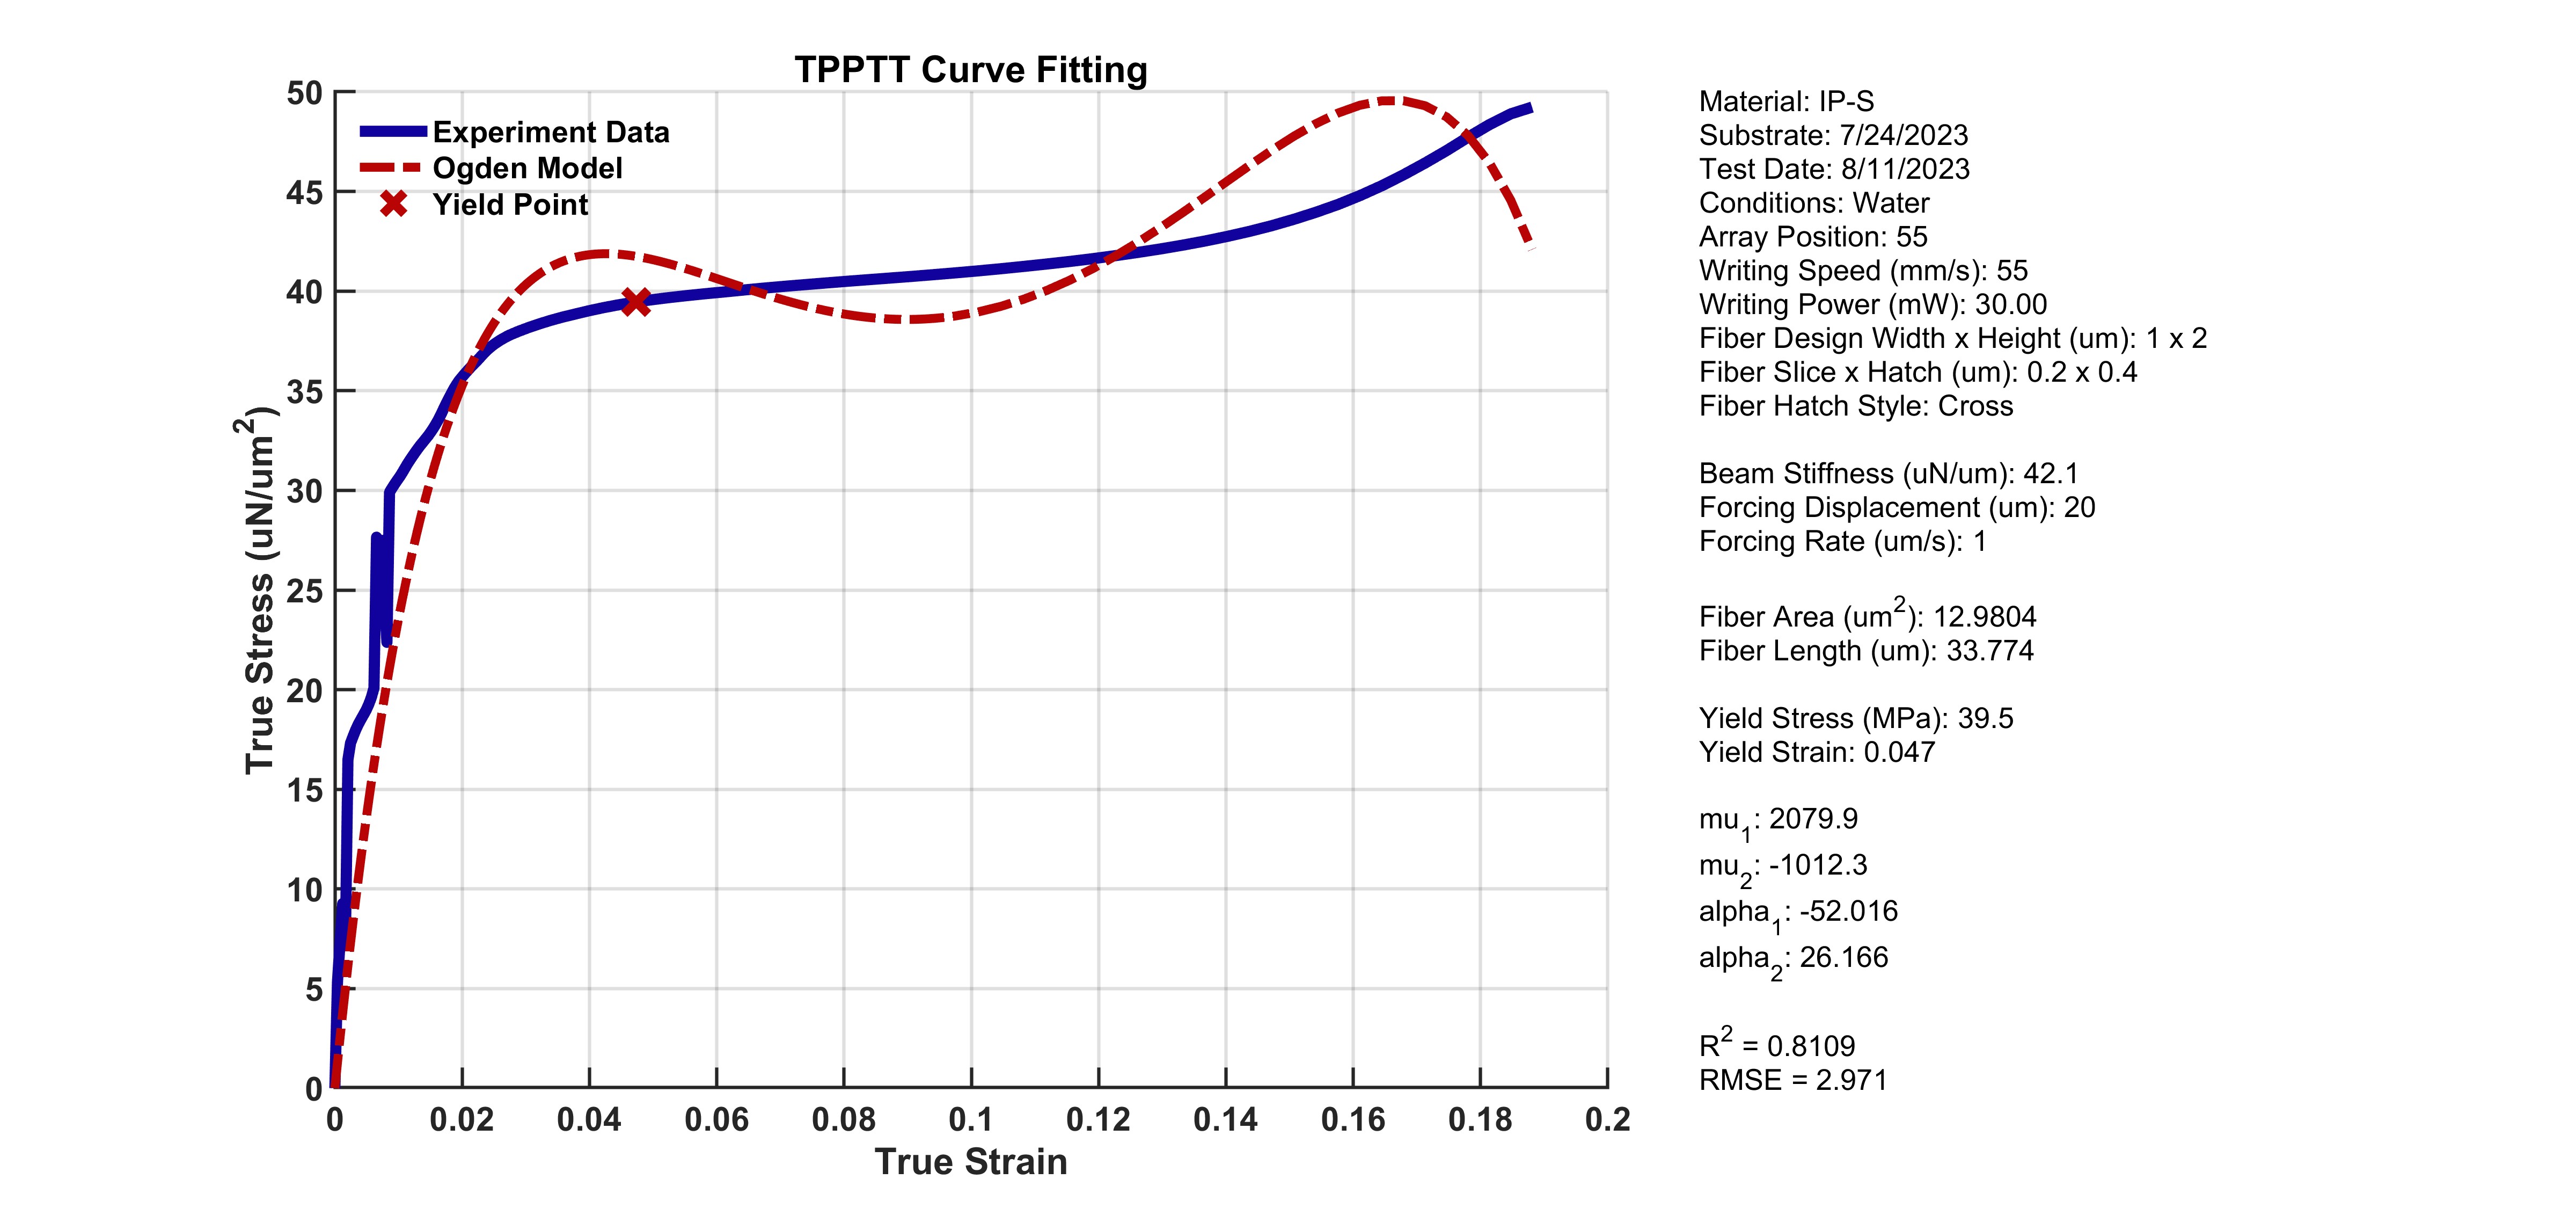 TPPTT Curve Fitting
50
45
40
35
30
25
20
15
10
5
0
True Stress (uN/um²)
Experiment Data
Ogden Model
Yield Point
0 0.02 0.04 0.06 0.08 0.1 0.12 0.14 0.16 0.18 0.2
True Strain
Material: IP-S
Substrate: 7/24/2023
Test Date: 8/11/2023
Conditions: Water
Array Position: 55
Writing Speed (mm/s): 55
Writing Power (mW): 30.00
Fiber Design Width x Height (um): 1 x 2
Fiber Slice x Hatch (um): 0.2 x 0.4
Fiber Hatch Style: Cross
Beam Stiffness (uN/um): 42.1
Forcing Displacement (um): 20
Forcing Rate (um/s): 1
Fiber Area (um²): 12.9804
Fiber Length (um): 33.774
Yield Stress (MPa): 39.5
Yield Strain: 0.047
mu₁: 2079.9
mu₂: -1012.3
alpha₁: -52.016
alpha₂: 26.166
R² = 0.8109
RMSE = 2.971